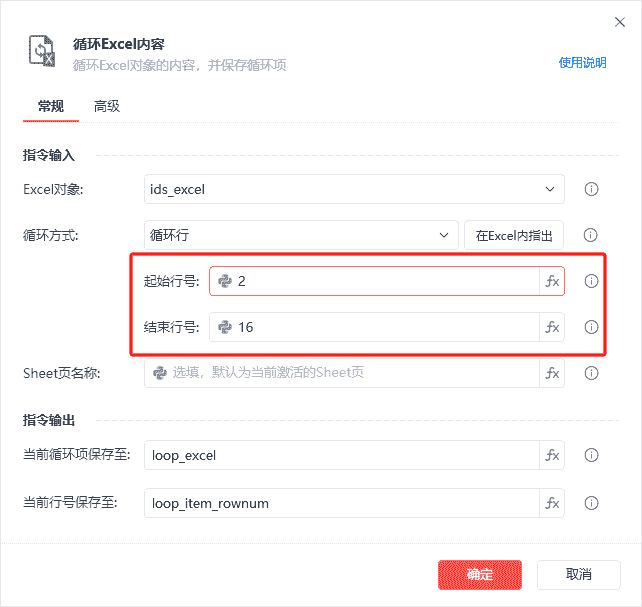 循环Excel内容
循环Excel对象的内容，并保存循环项
使用说明
常规 高级
指令输入
Excel对象: ids_excel
循环方式: 循环行 在Excel内指出
起始行号: 2 fx
结束行号: 16 fx
Sheet页名称: 选填，默认为当前激活的Sheet页 fx
指令输出
当前循环项保存至: loop_excel fx
当前行号保存至: loop_item_rownum fx
确定 取消